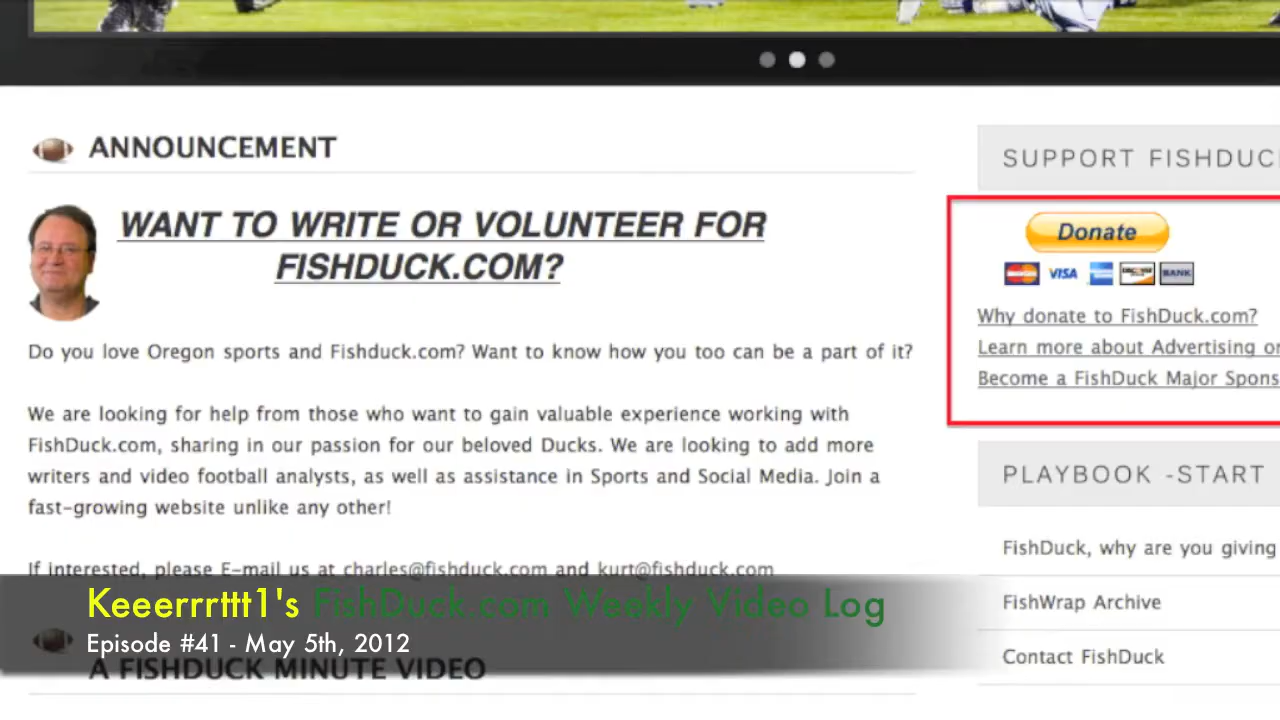 ANNOUNCEMENT
WANT TO WRITE OR VOLUNTEER FOR
FISHDUCK.COM?
Do you love Oregon sports and Fishduck.com? Want to know how you too can be a part of it?
We are looking for help from those who want to gain valuable experience working with
FishDuck.com, sharing in our passion for our beloved Ducks. We are looking to add more
writers and video football analysts, as well as assistance in Sports and Social Media. Join a
fast-growing website unlike any other!
If interested, please E-mail us at charles@fishduck.com and kurt@fishduck.com
Keeerrrttt1's FishDuck.com Weekly Video Log
Episode #41 - May 5th, 2012
A FISHDUCK MINUTE VIDEO
SUPPORT FISHDUC
Donate
VISA
DISCOVER
BANK
Why donate to FishDuck.com?
Learn more about Advertising or
Become a FishDuck Major Spons
PLAYBOOK -START
FishDuck, why are you giving
FishWrap Archive
Contact FishDuck